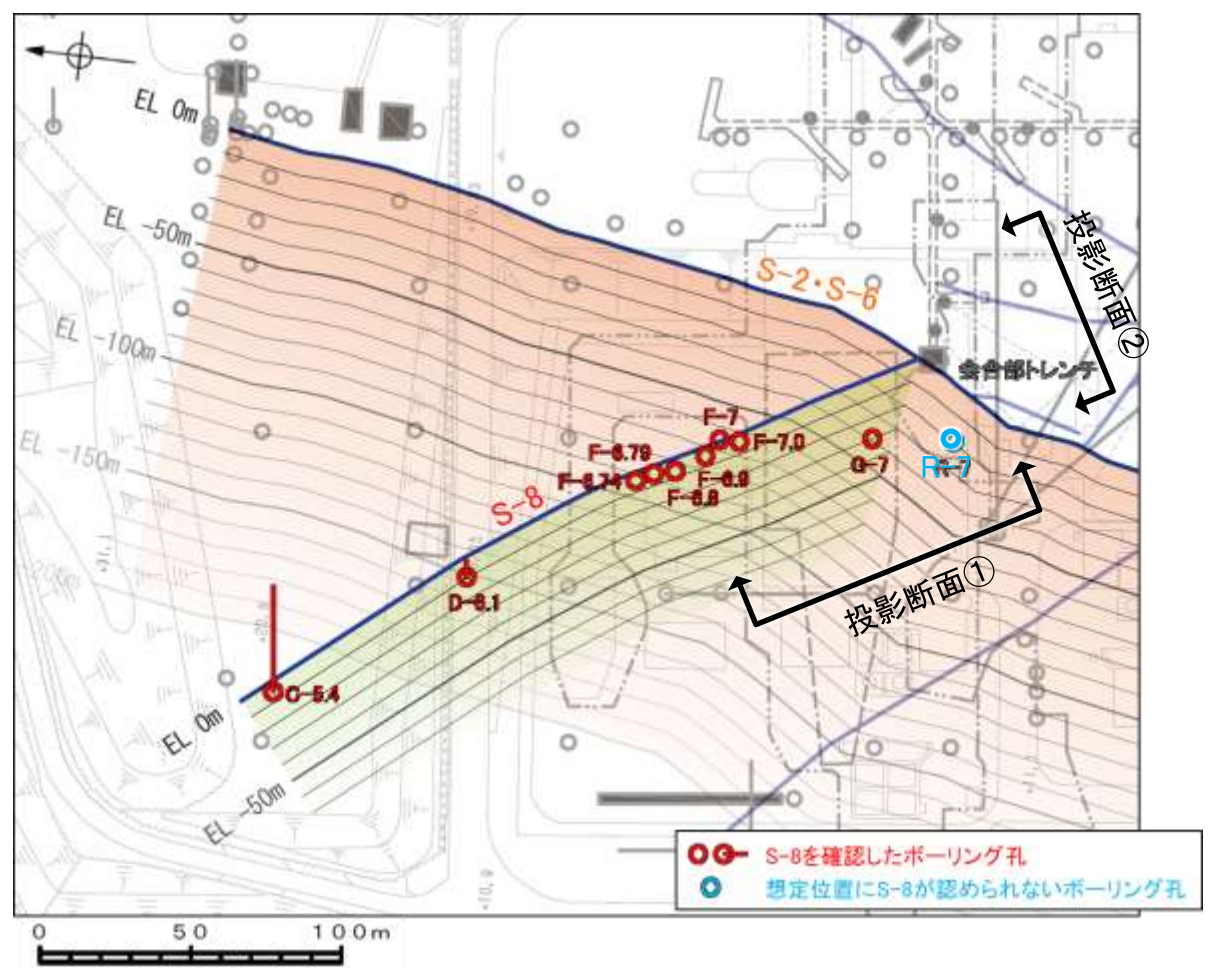 EL 0m
EL -50m
EL -100m
EL -150m
-200m
S-2・S-6
投影断面②
会合部トレンチ
F-7
F-7.0
F-6.79
F-6.74
F-6.9
F-6.8
G-7
R-7
S-8
D-6.1
投影断面①
C-5.4
EL 0m
EL -50m
S-8を確認したボーリング孔
想定位置にS-8が認められないボーリング孔
0 50 100m